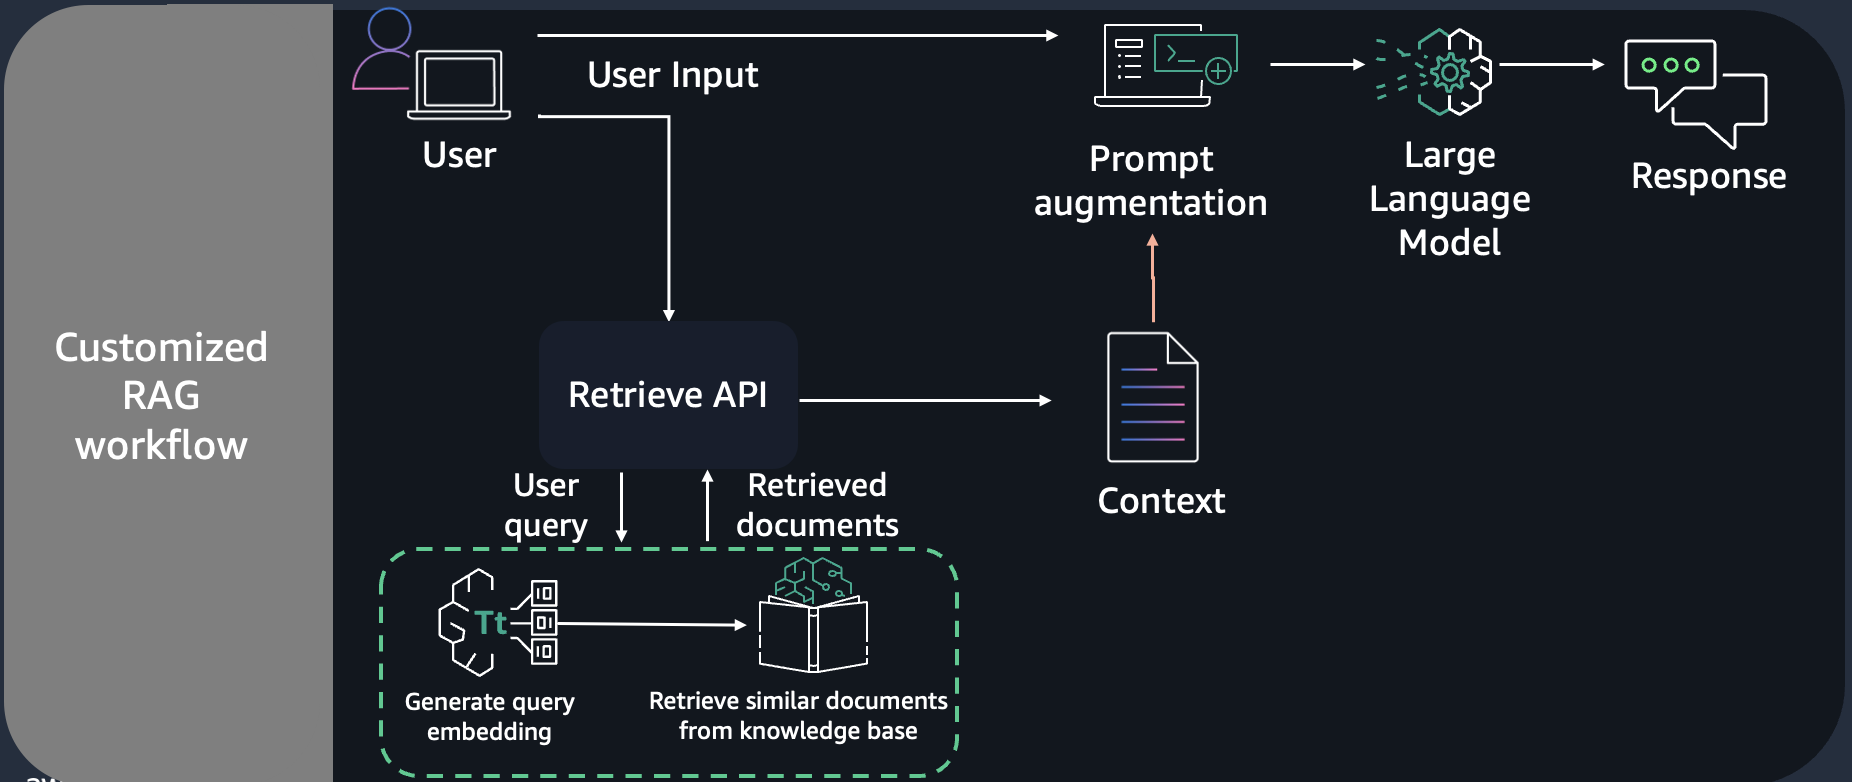 Customized
RAG
workflow
User
User Input
Prompt
augmentation
Large
Language
Model
Response
Retrieve API
Context
User
query
Retrieved
documents
Tt
Generate query
embedding
Retrieve similar documents
from knowledge base